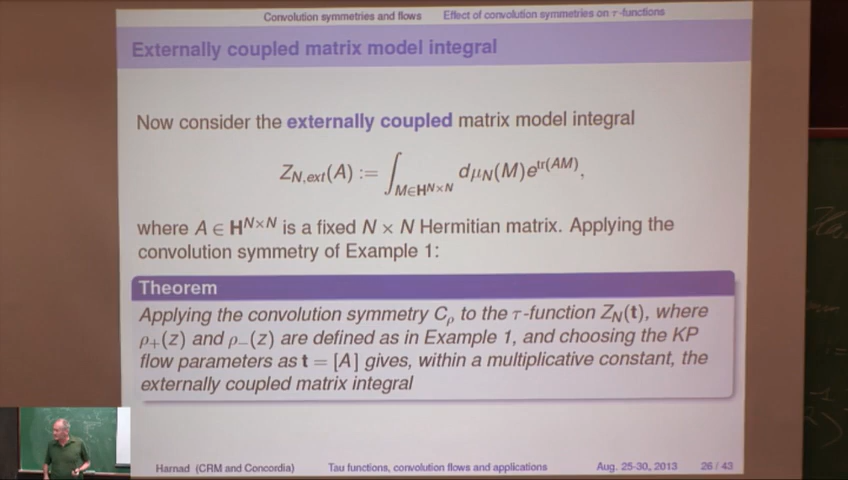 Convolution symmetries and flows Effect of convolution symmetries on τ-functions
Externally coupled matrix model integral
Now consider the externally coupled matrix model integral
Z_{N,ext}(A) := ∫_{M∈H^{N×N}} dμ_N(M)e^{tr(AM)},
where A ∈ H^{N×N} is a fixed N × N Hermitian matrix. Applying the
convolution symmetry of Example 1:
Theorem
Applying the convolution symmetry C_ρ to the τ-function Z_N(t), where
ρ+(z) and ρ−(z) are defined as in Example 1, and choosing the KP
flow parameters as t = [A] gives, within a multiplicative constant, the
externally coupled matrix integral
Harnad (CRM and Concordia) Tau functions, convolution flows and applications Aug. 25-30, 2013 26 / 43